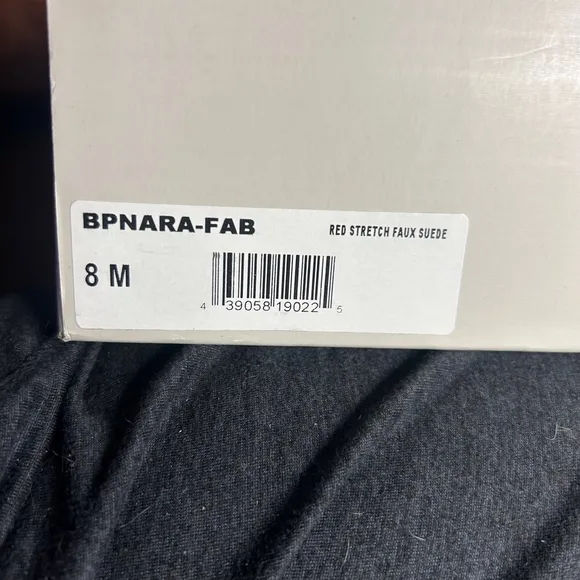 BPNARA-FAB RED STRETCH FAUX SUEDE
8 M
4 39058 19022 5